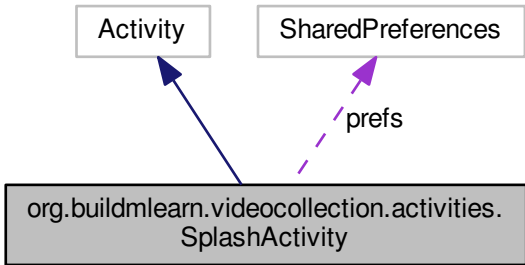 Activity
SharedPreferences
prefs
org.buildmlearn.videocollection.activities.
SplashActivity